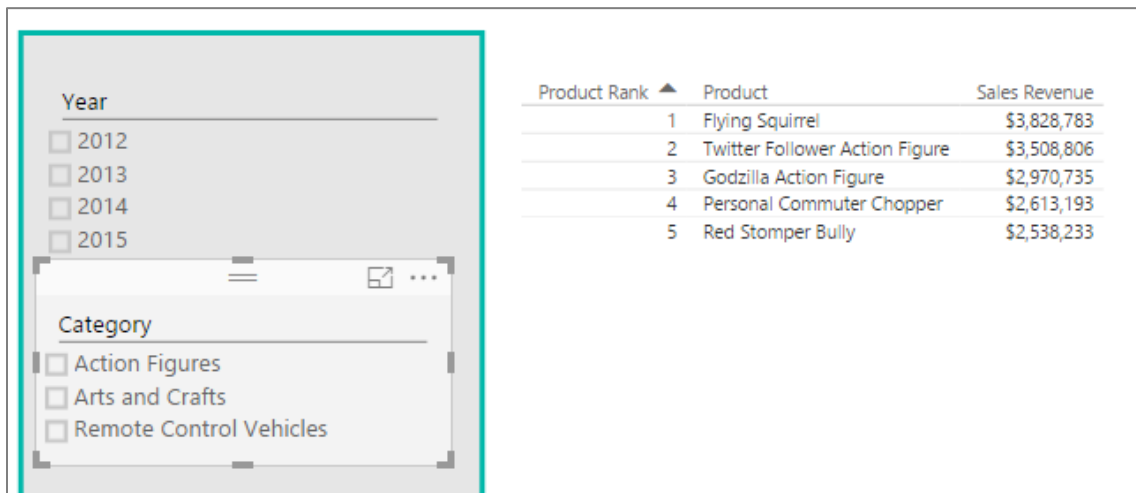 Year
2012
2013
2014
2015
Category
Action Figures
Arts and Crafts
Remote Control Vehicles
Product Rank Product Sales Revenue
1 Flying Squirrel $3,828,783
2 Twitter Follower Action Figure $3,508,806
3 Godzilla Action Figure $2,970,735
4 Personal Commuter Chopper $2,613,193
5 Red Stomper Bully $2,538,233